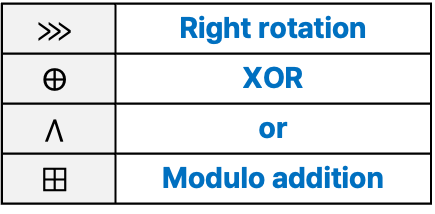 ⋙ Right rotation
⊕ XOR
∧ or
⊞ Modulo addition